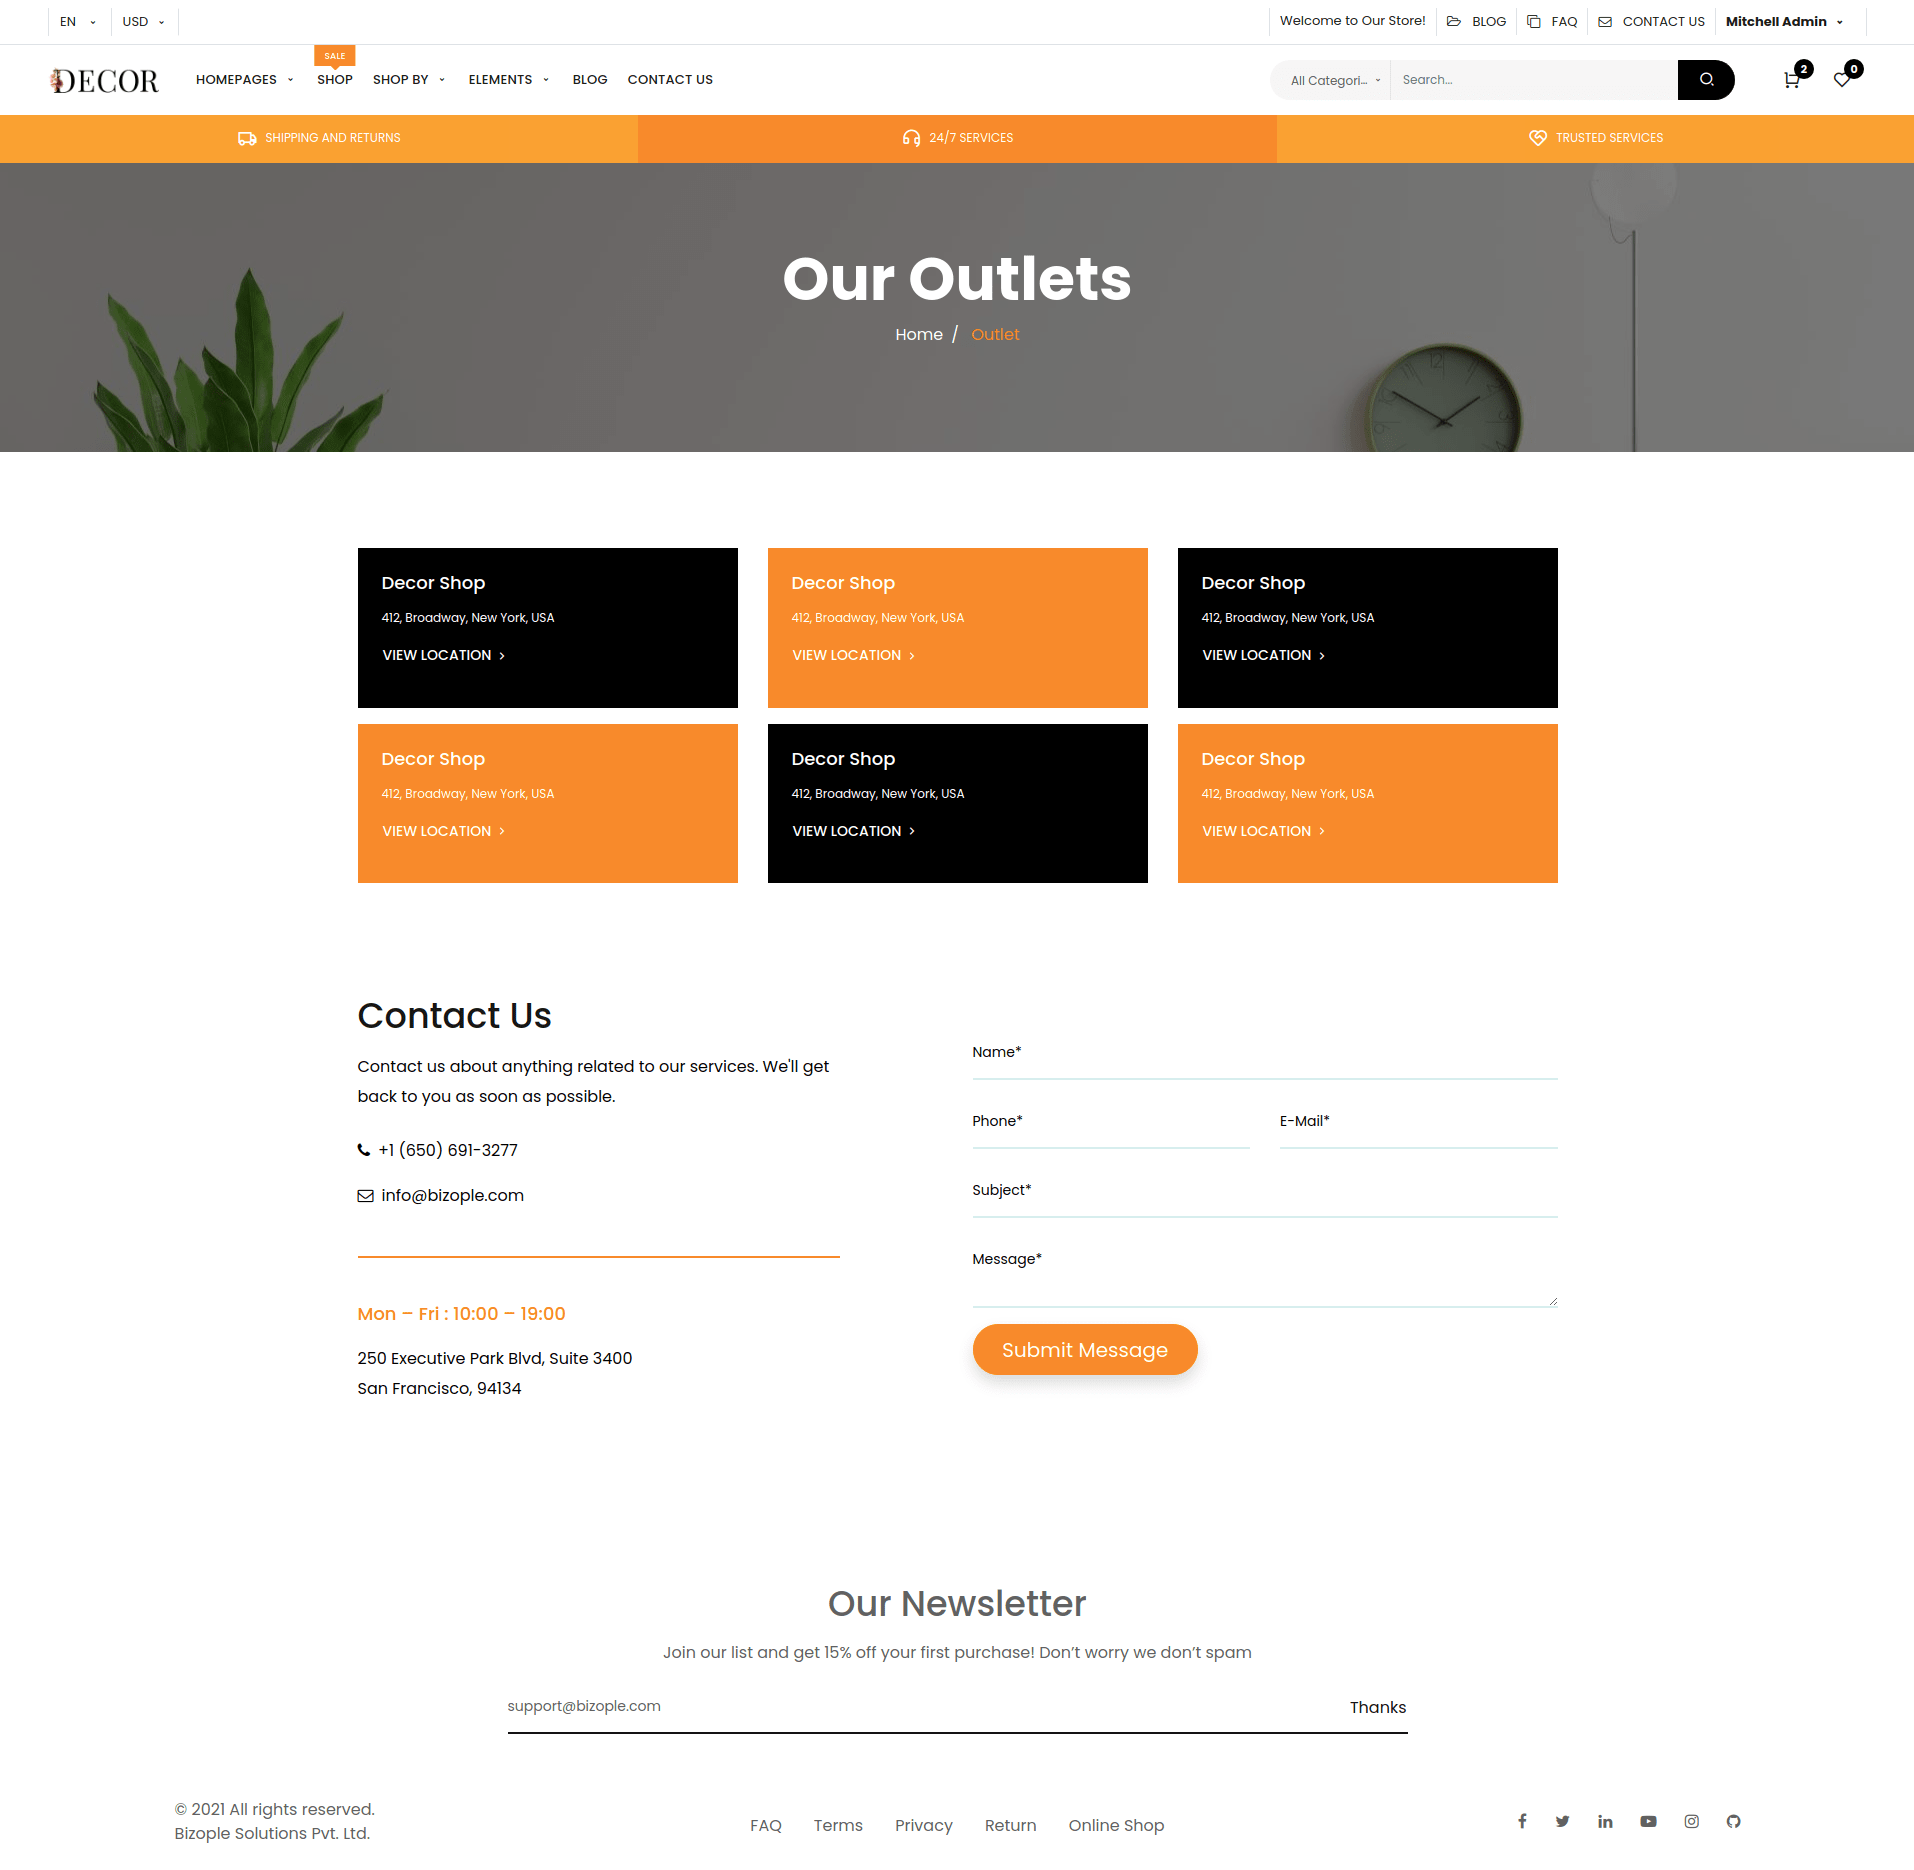 EN USD Welcome to Our Store! BLOG FAQ CONTACT US Mitchell Admin
SALE
DECOR HOMEPAGES SHOP SHOP BY ELEMENTS BLOG CONTACT US All Categori... Search... 2 0
SHIPPING AND RETURNS 24/7 SERVICES TRUSTED SERVICES
Our Outlets
Home / Outlet
Decor Shop
412, Broadway, New York, USA
VIEW LOCATION
Decor Shop
412, Broadway, New York, USA
VIEW LOCATION
Decor Shop
412, Broadway, New York, USA
VIEW LOCATION
Decor Shop
412, Broadway, New York, USA
VIEW LOCATION
Decor Shop
412, Broadway, New York, USA
VIEW LOCATION
Decor Shop
412, Broadway, New York, USA
VIEW LOCATION
Contact Us
Contact us about anything related to our services. We'll get
back to you as soon as possible.
+1 (650) 691-3277
info@bizople.com
Mon – Fri : 10:00 – 19:00
250 Executive Park Blvd, Suite 3400
San Francisco, 94134
Name*
Phone* E-Mail*
Subject*
Message*
Submit Message
Our Newsletter
Join our list and get 15% off your first purchase! Don’t worry we don’t spam
support@bizople.com Thanks
© 2021 All rights reserved.
Bizople Solutions Pvt. Ltd.
FAQ Terms Privacy Return Online Shop